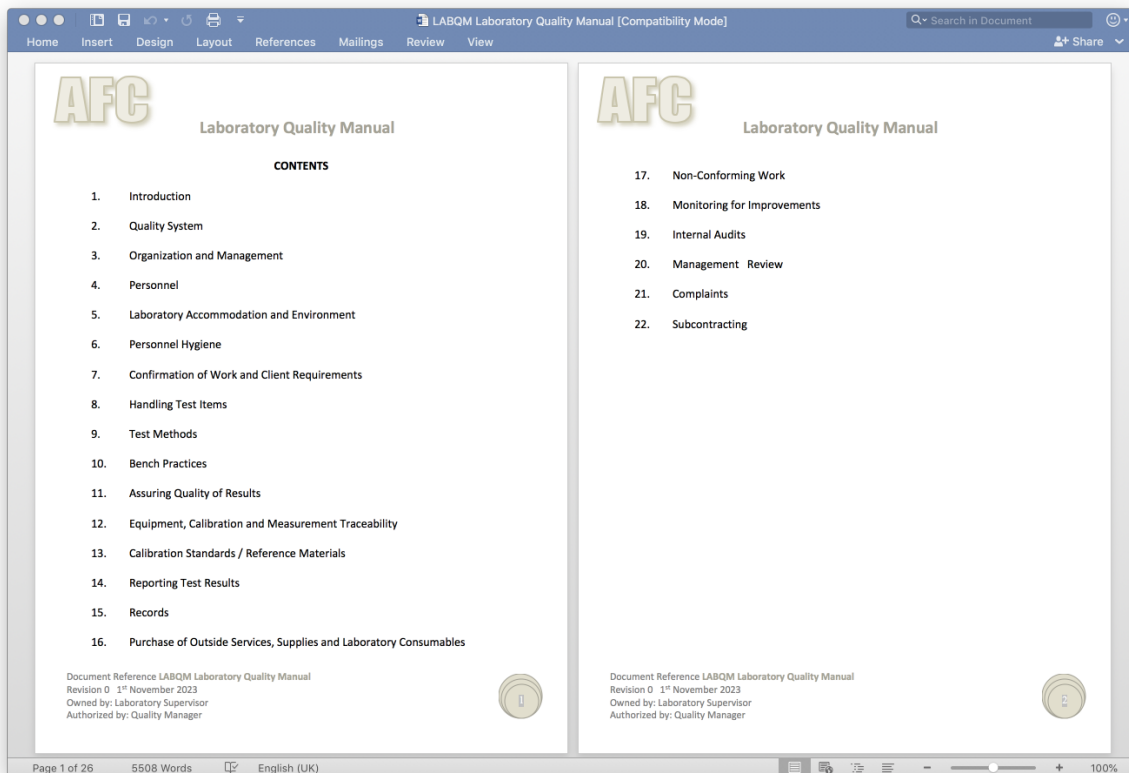 LABQM Laboratory Quality Manual [Compatibility Mode]
Search in Document
Home Insert Design Layout References Mailings Review View
Share
AFC
Laboratory Quality Manual
CONTENTS
1. Introduction
2. Quality System
3. Organization and Management
4. Personnel
5. Laboratory Accommodation and Environment
6. Personnel Hygiene
7. Confirmation of Work and Client Requirements
8. Handling Test Items
9. Test Methods
10. Bench Practices
11. Assuring Quality of Results
12. Equipment, Calibration and Measurement Traceability
13. Calibration Standards / Reference Materials
14. Reporting Test Results
15. Records
16. Purchase of Outside Services, Supplies and Laboratory Consumables
Document Reference LABQM Laboratory Quality Manual
Revision 0 1st November 2023
Owned by: Laboratory Supervisor
Authorized by: Quality Manager
1
AFC
Laboratory Quality Manual
17. Non-Conforming Work
18. Monitoring for Improvements
19. Internal Audits
20. Management Review
21. Complaints
22. Subcontracting
Document Reference LABQM Laboratory Quality Manual
Revision 0 1st November 2023
Owned by: Laboratory Supervisor
Authorized by: Quality Manager
2
Page 1 of 26 5508 Words English (UK) 100%